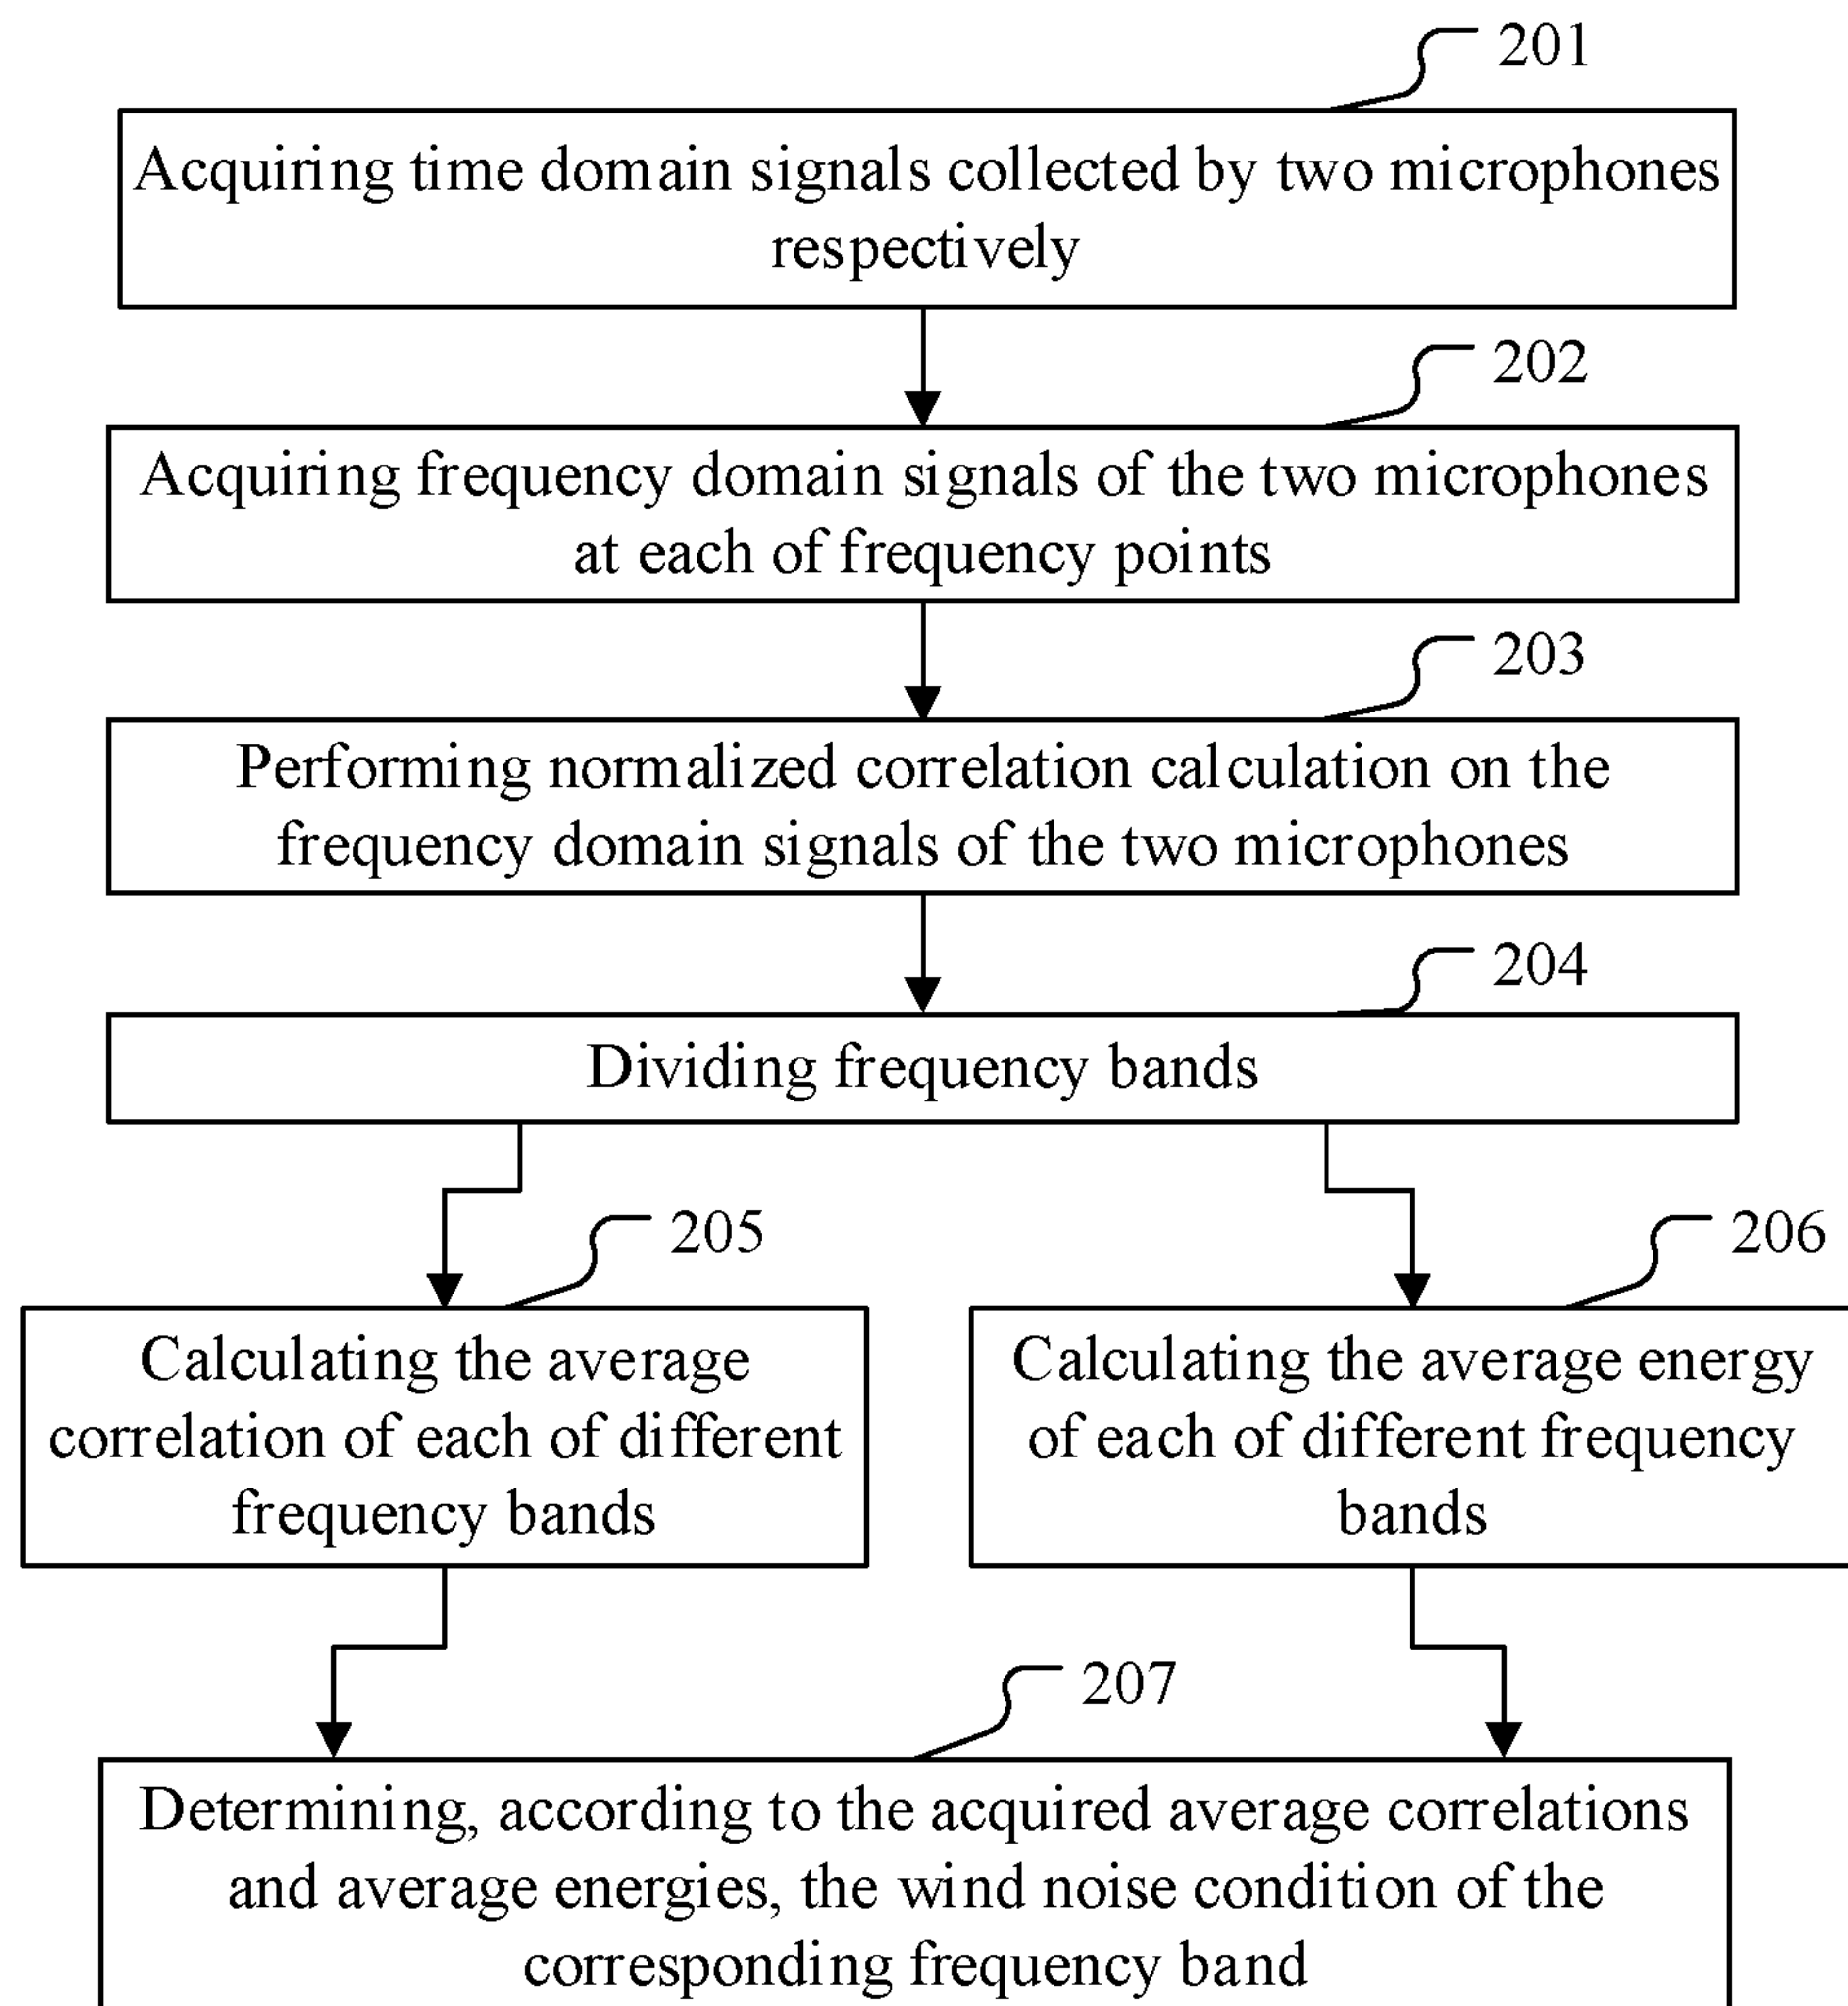 201
Acquiring time domain signals collected by two microphones
respectively
202
Acquiring frequency domain signals of the two microphones
at each of frequency points
203
Performing normalized correlation calculation on the
frequency domain signals of the two microphones
204
Dividing frequency bands
205
Calculating the average
correlation of each of different
frequency bands
206
Calculating the average energy
of each of different frequency
bands
207
Determining, according to the acquired average correlations
and average energies, the wind noise condition of the
corresponding frequency band